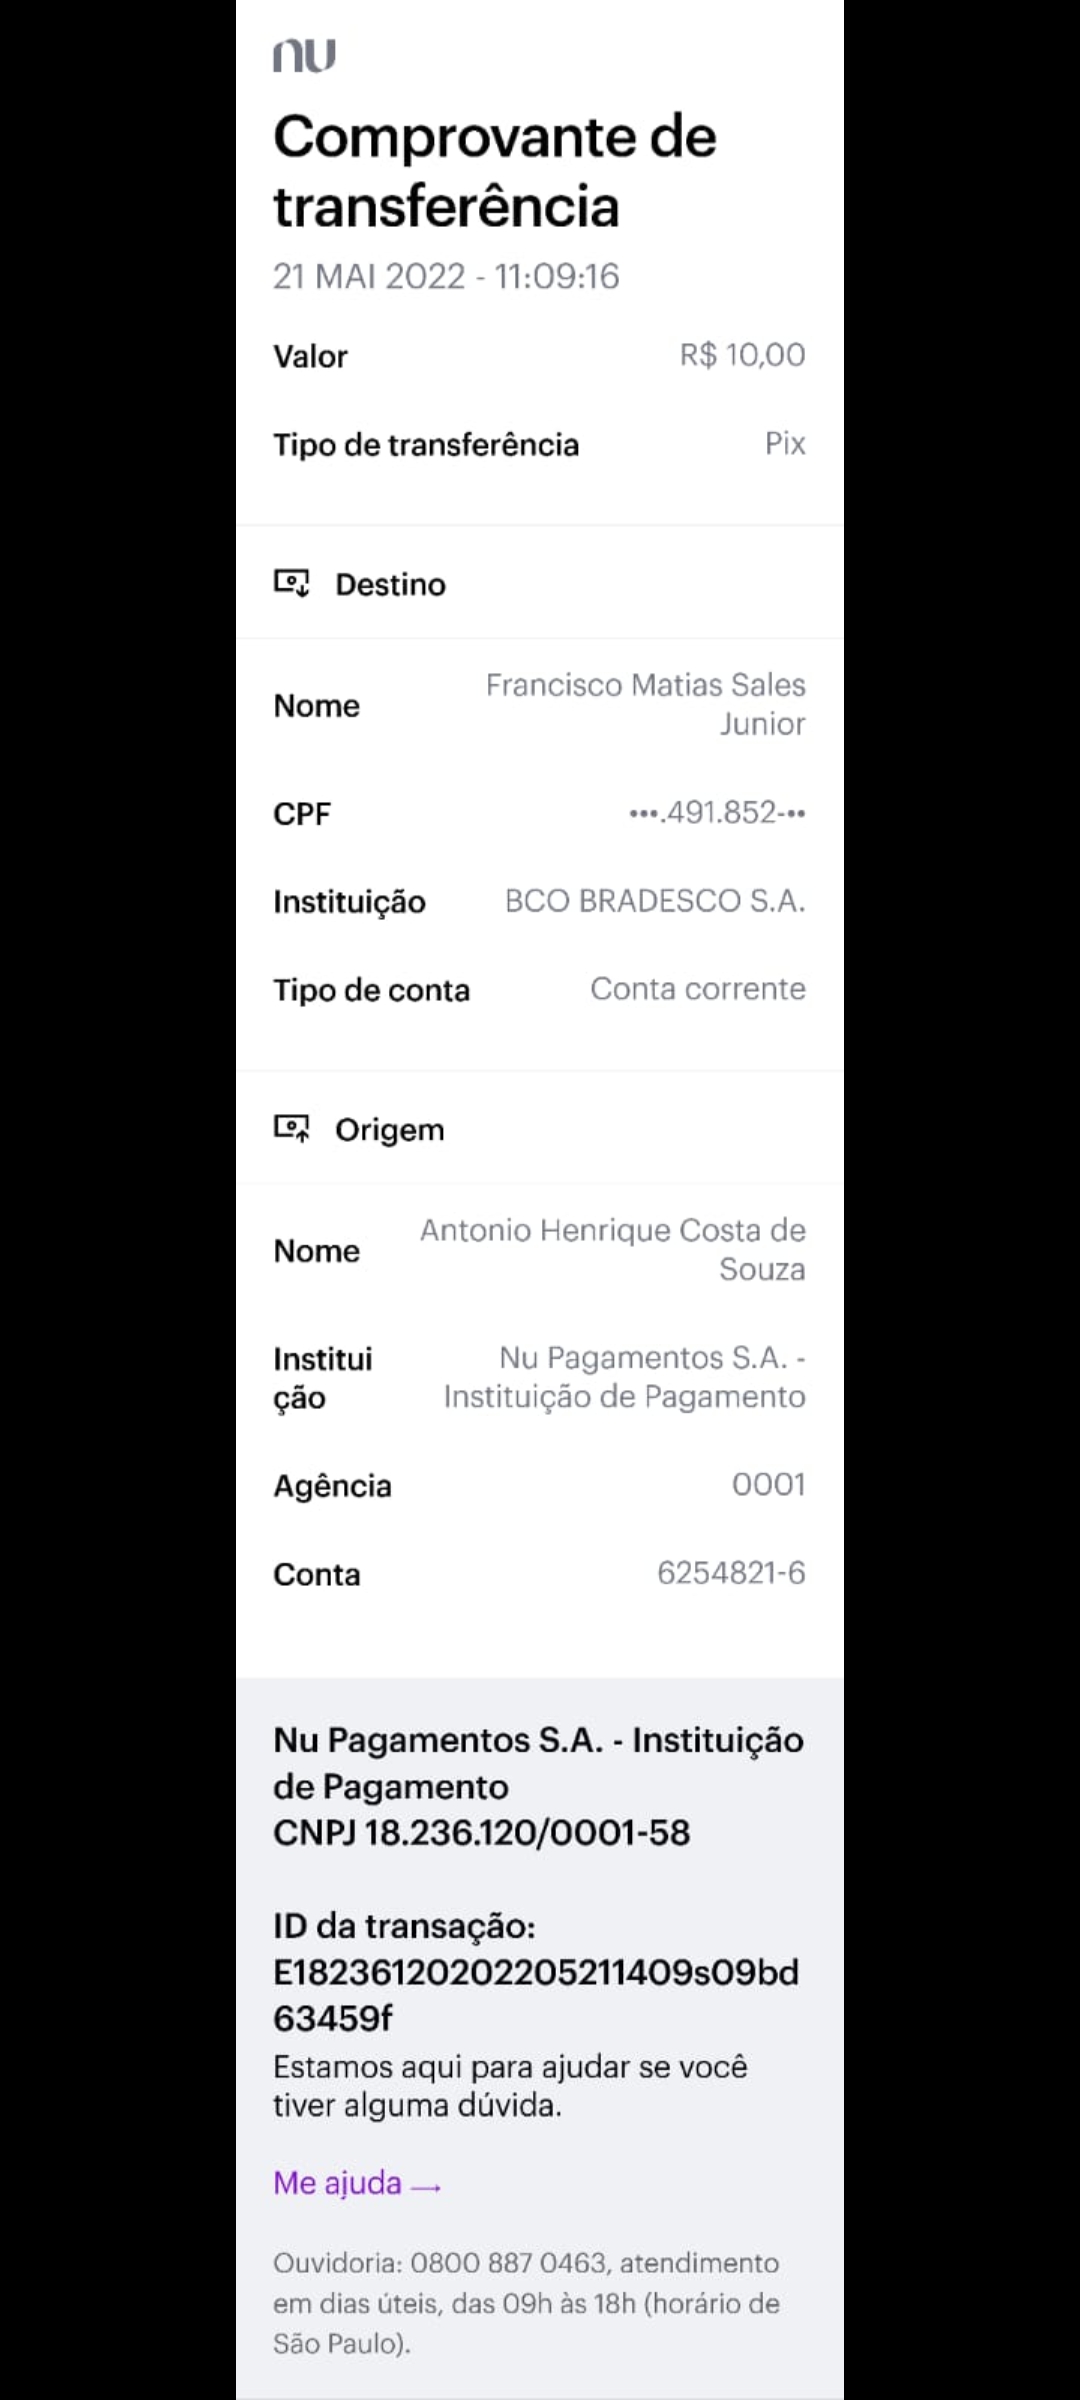 nu
Comprovante de
transferência
21 MAI 2022 - 11:09:16
Valor R$ 10,00
Tipo de transferência Pix
Destino
Nome Francisco Matias Sales
Junior
CPF •••.491.852-••
Instituição BCO BRADESCO S.A.
Tipo de conta Conta corrente
Origem
Nome Antonio Henrique Costa de
Souza
Institui Nu Pagamentos S.A. -
ção Instituição de Pagamento
Agência 0001
Conta 6254821-6
Nu Pagamentos S.A. - Instituição
de Pagamento
CNPJ 18.236.120/0001-58
ID da transação:
E18236120202205211409s09bd
63459f
Estamos aqui para ajudar se você
tiver alguma dúvida.
Me ajuda →
Ouvidoria: 0800 887 0463, atendimento
em dias úteis, das 09h às 18h (horário de
São Paulo).